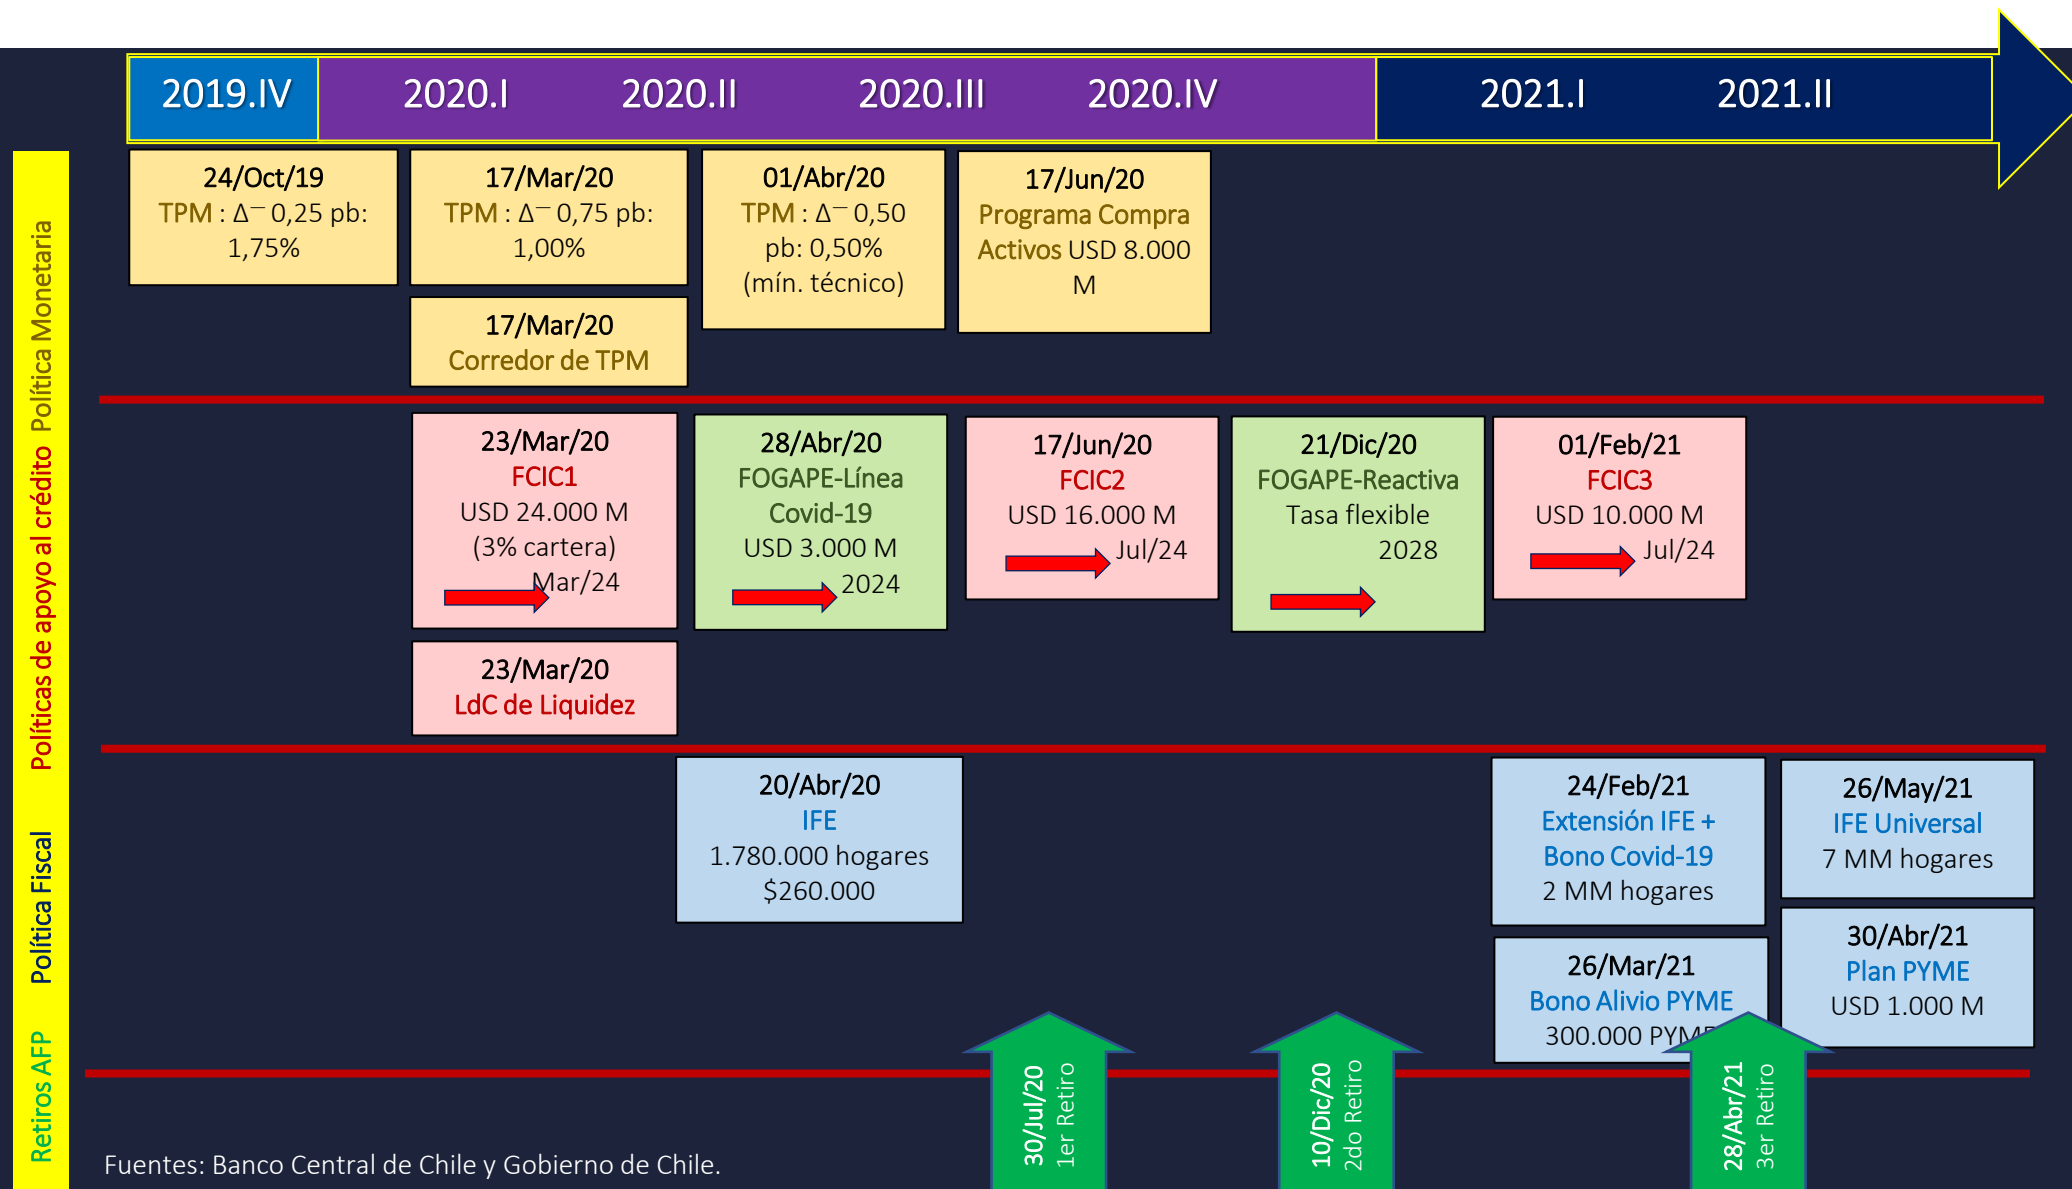 2019.IV
2020.I
2020.II
2020.III
2020.IV
2021.I
2021.II
Política Monetaria
24/Oct/19
TPM : Δ¯ 0,25 pb:
1,75%
17/Mar/20
TPM : Δ¯ 0,75 pb:
1,00%
01/Abr/20
TPM : Δ¯ 0,50
pb: 0,50%
(mín. técnico)
17/Jun/20
Programa Compra
Activos USD 8.000
M
17/Mar/20
Corredor de TPM
Políticas de apoyo al crédito
23/Mar/20
FCIC1
USD 24.000 M
(3% cartera)
Mar/24
28/Abr/20
FOGAPE-Línea
Covid-19
USD 3.000 M
2024
17/Jun/20
FCIC2
USD 16.000 M
Jul/24
21/Dic/20
FOGAPE-Reactiva
Tasa flexible
2028
01/Feb/21
FCIC3
USD 10.000 M
Jul/24
23/Mar/20
LdC de Liquidez
Política Fiscal
20/Abr/20
IFE
1.780.000 hogares
$260.000
24/Feb/21
Extensión IFE +
Bono Covid-19
2 MM hogares
26/May/21
IFE Universal
7 MM hogares
26/Mar/21
Bono Alivio PYME
300.000 PYME
30/Abr/21
Plan PYME
USD 1.000 M
Retiros AFP
30/Jul/20
1er Retiro
10/Dic/20
2do Retiro
28/Abr/21
3er Retiro
Fuentes: Banco Central de Chile y Gobierno de Chile.